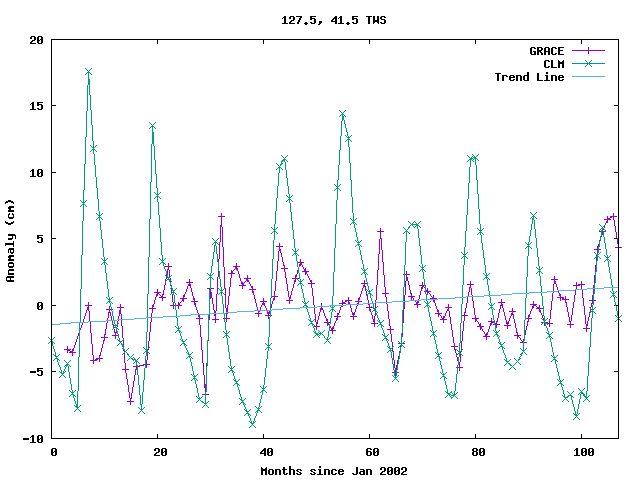 127.5, 41.5 TWS
20
15
10
5
0
-5
-10
Anomaly (cm)
GRACE
CLM
Trend Line
0 20 40 60 80 100
Months since Jan 2002